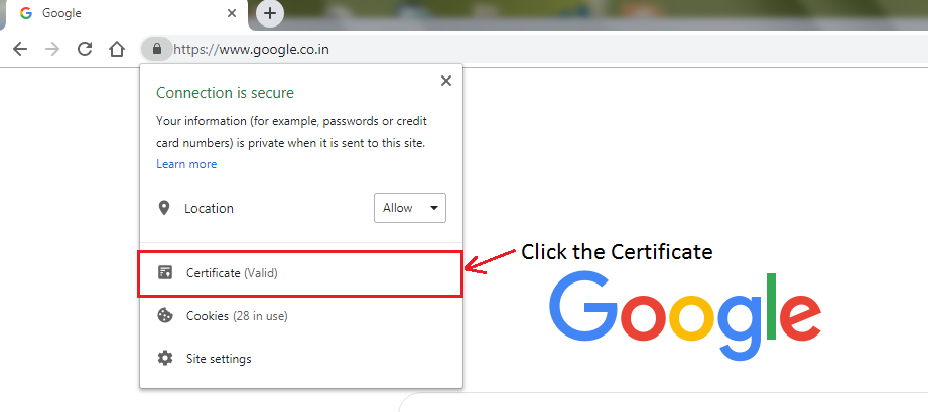 Google
https://www.google.co.in
Connection is secure
Your information (for example, passwords or credit
card numbers) is private when it is sent to this site.
Learn more
Location
Allow
Certificate (Valid)
Click the Certificate
Google
Cookies (28 in use)
Site settings